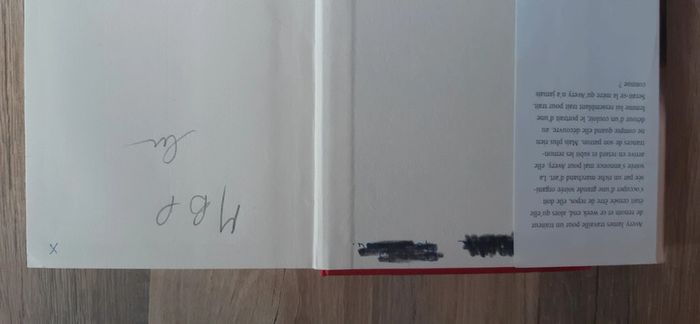 Avery James travaille pour un traiteur
de renom et ce week end, alors qu'elle
était censée être de repos, elle doit
s'occuper d'une grande soirée organi-
sée par un riche marchand d'art. La
soirée s'annonce mal pour Avery, elle
arrive en retard et subit les remon-
trances de son patron. Mais plus rien
ne compte quand elle découvre, au
détour d'un couloir, le portrait d'une
femme lui ressemblant trait pour trait.
Serait-ce la mère qu'Avery n'a jamais
connue ?
x
MBP
lu